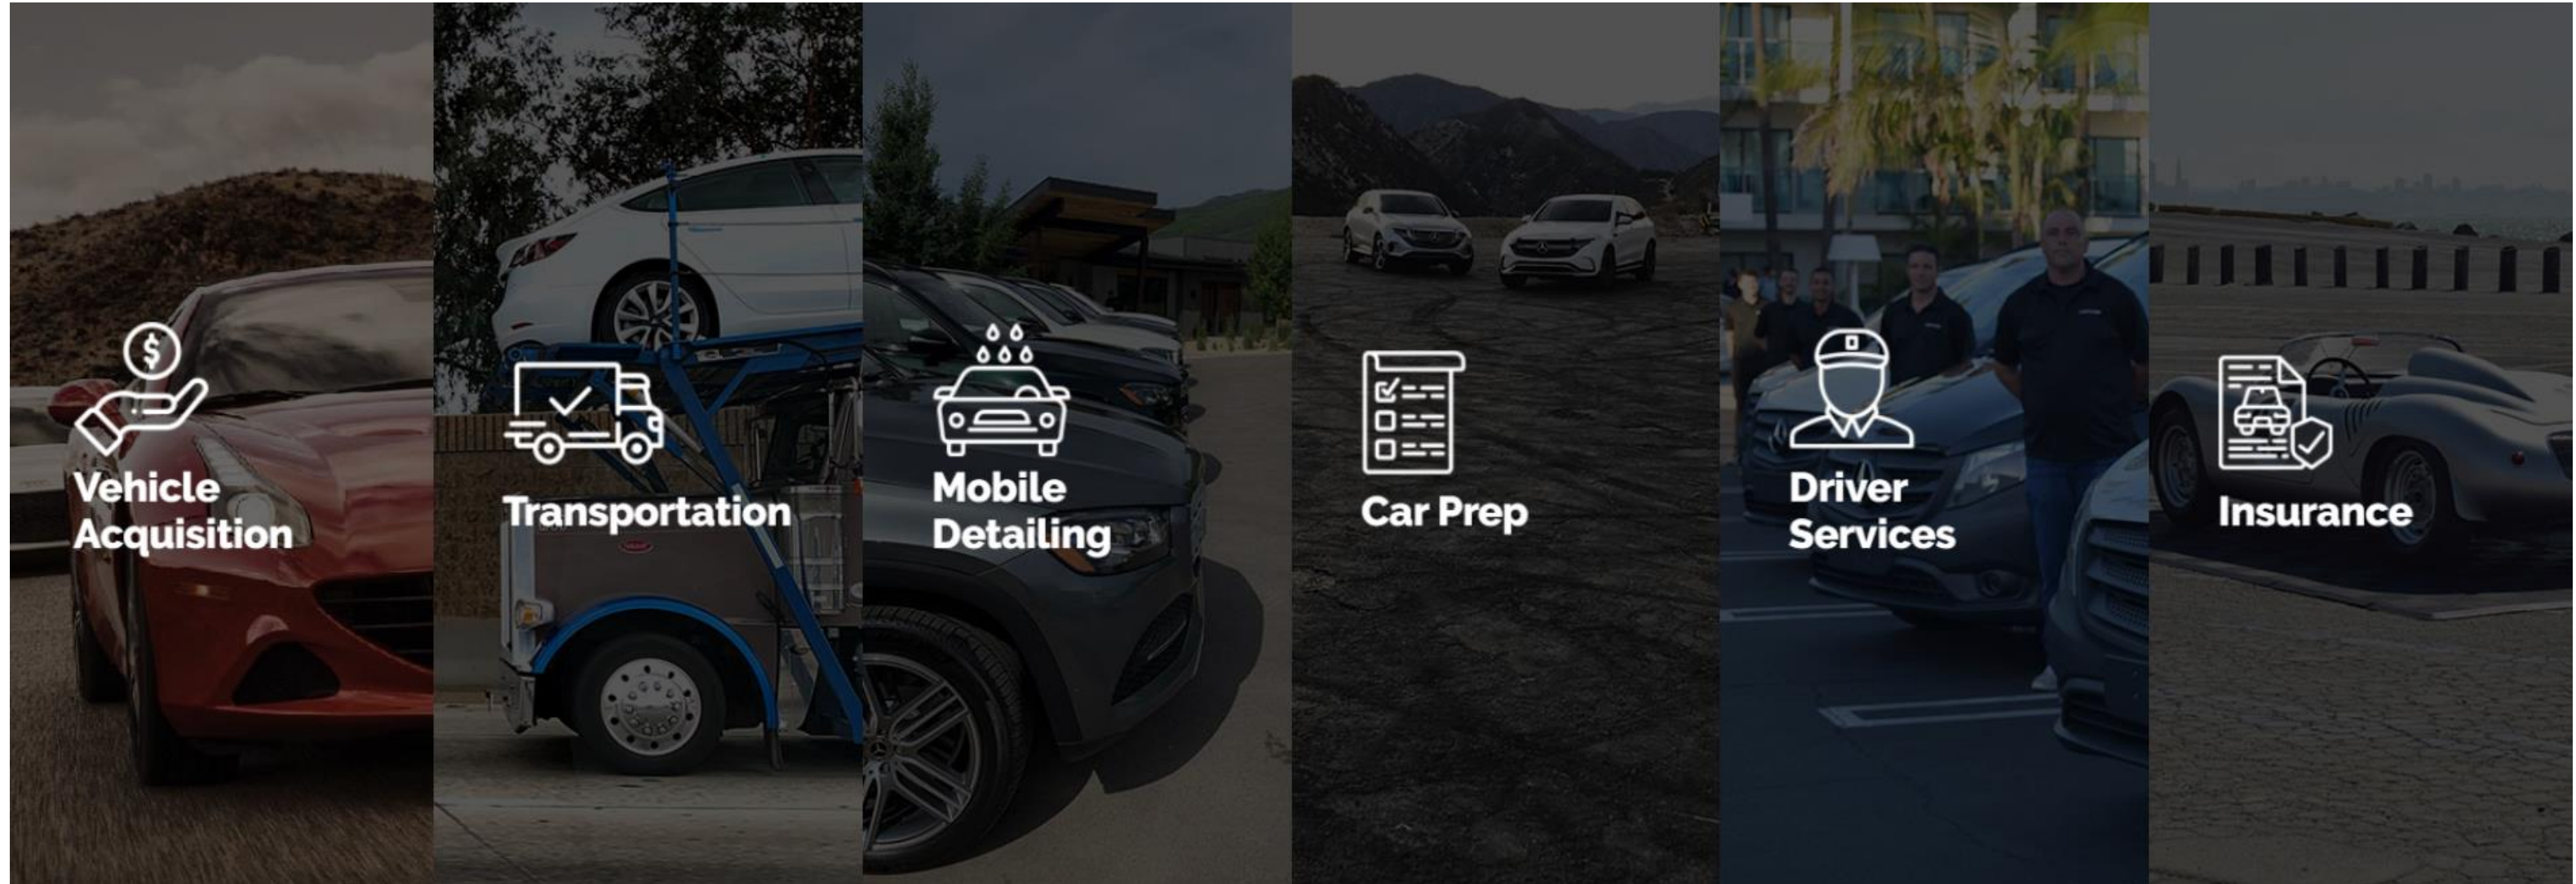 Vehicle
Acquisition
Transportation
Mobile
Detailing
Car Prep
Driver
Services
Insurance